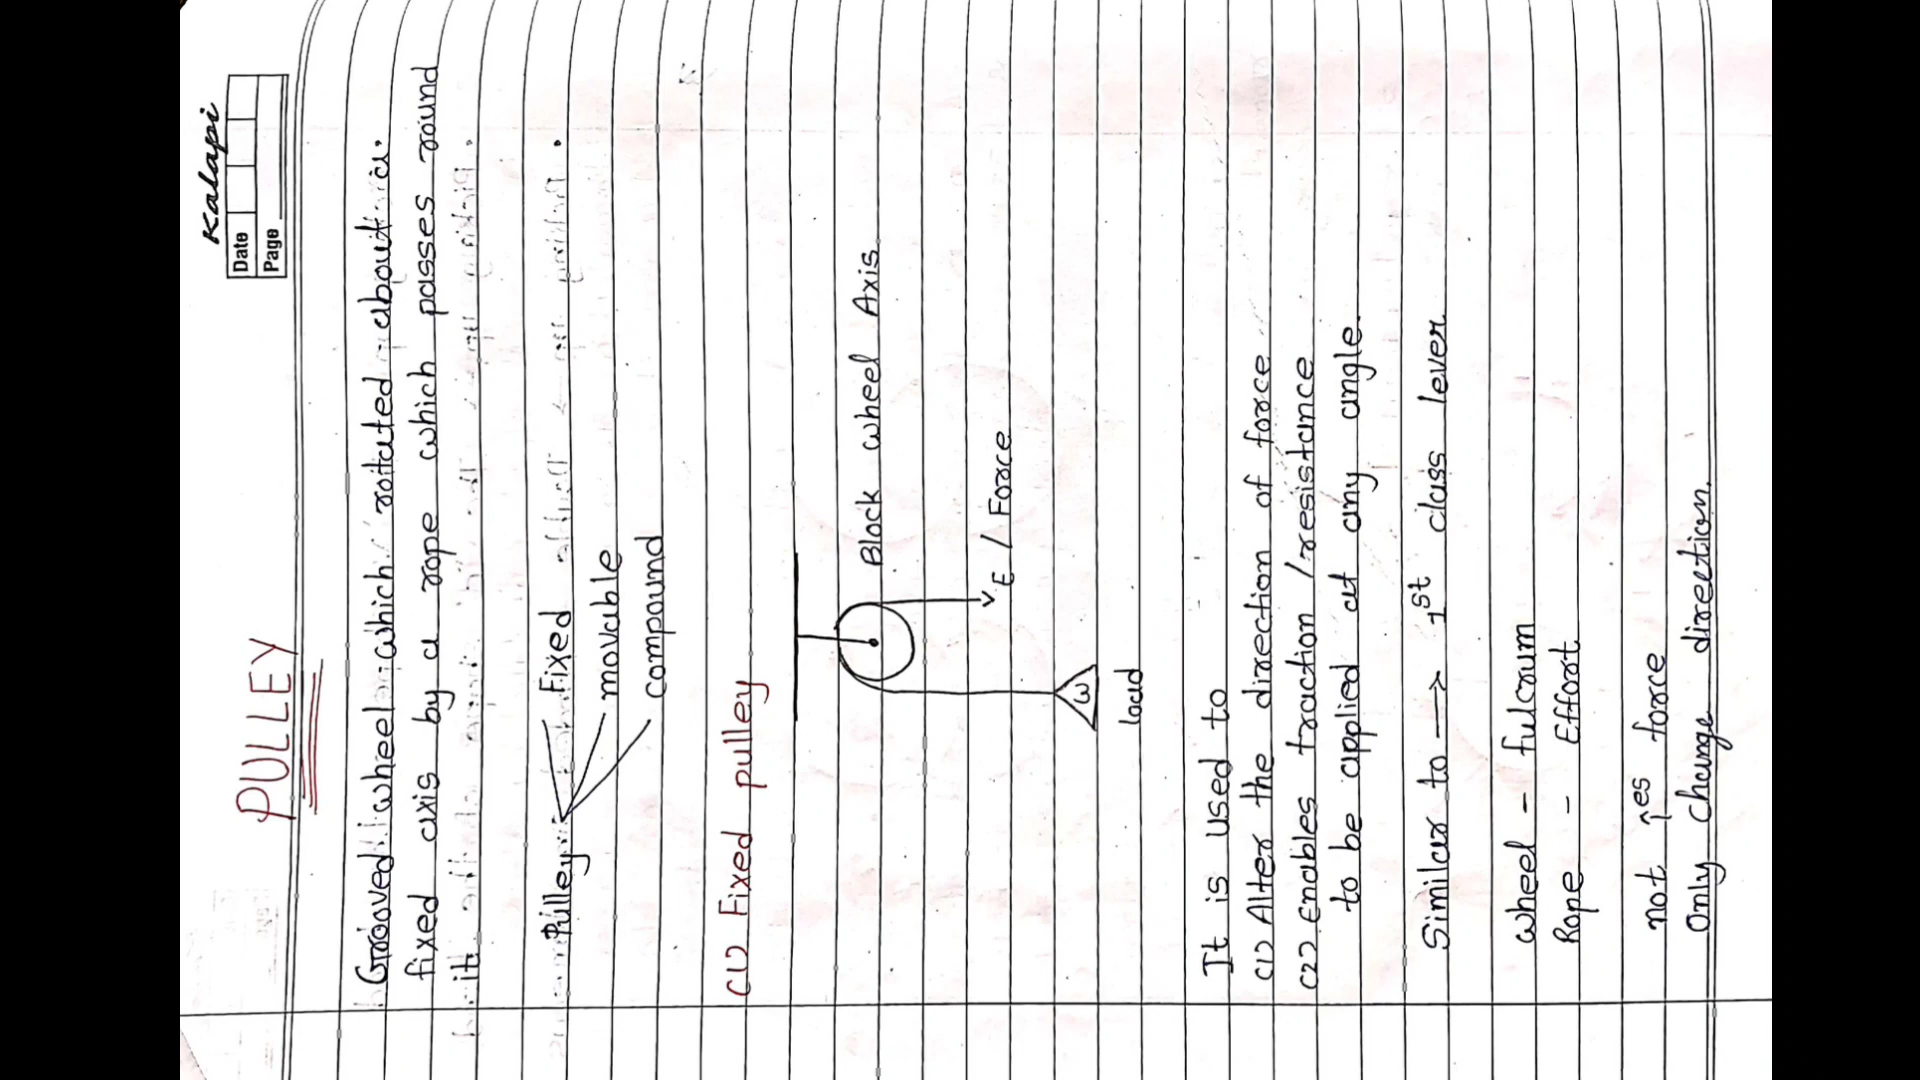 Kalapi
Date
Page
PULLEY
Grooved wheel which rotated about a
fixed axis by a rope which passes round
it.
Pulley
Fixed
movable
compound
(1) Fixed pulley
Block wheel Axis
E / Force
W
load
It is used to
(1) Alter the direction of force
(2) Enables traction / resistance
to be applied at any angle.
Similar to --> 1st class lever
wheel - fulcrum
Rope - Effort
not ↑es force
Only change direction.